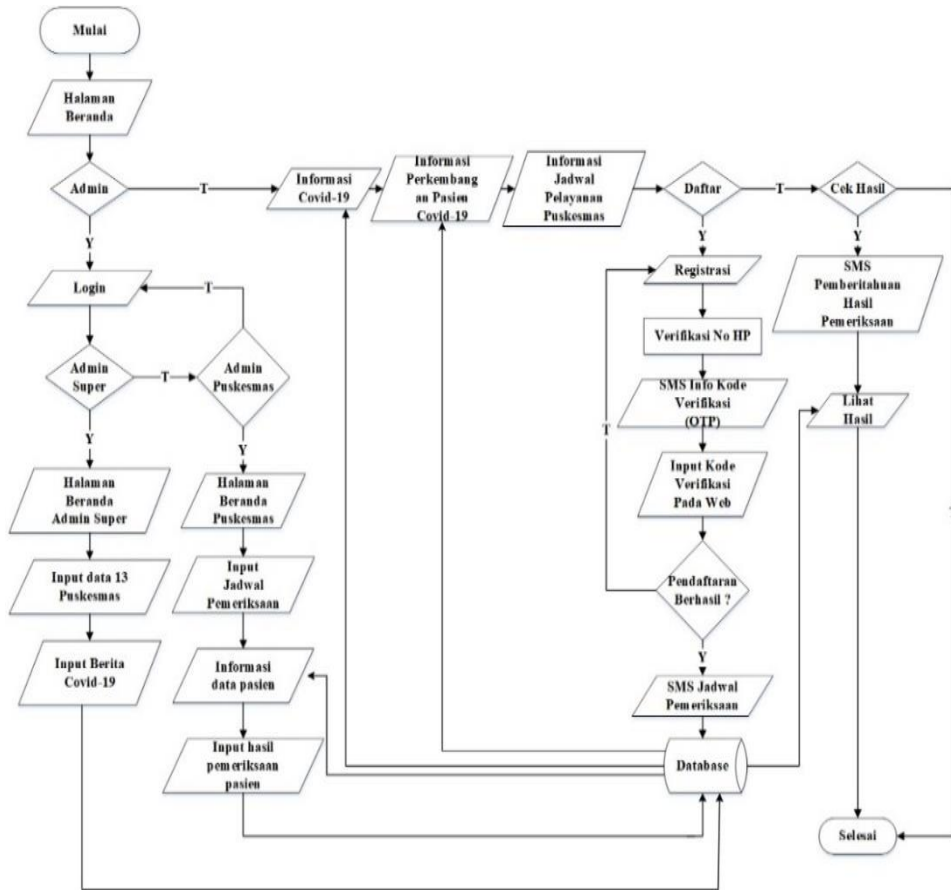 Mulai
Halaman
Beranda
Admin
T
Informasi
Covid-19
Informasi
Perkembang
an Pasien
Covid-19
Informasi
Jadwal
Pelayanan
Puskesmas
Daftar
T
Cek Hasil
Y
Y
Y
Login
T
Registrasi
SMS
Pemberitahuan
Hasil
Pemeriksaan
Verifikasi No HP
Admin
Super
T
Admin
Puskesmas
SMS Info Kode
Verifikasi
(OTP)
Lihat
Hasil
T
Y
Y
Input Kode
Verifikasi
Pada Web
Halaman
Beranda
Admin Super
Halaman
Beranda
Puskesmas
Input data 13
Puskesmas
Input
Jadwal
Pemeriksaan
Pendaftaran
Berhasil ?
Y
Input Berita
Covid-19
Informasi
data pasien
SMS Jadwal
Pemeriksaan
Input hasil
pemeriksaan
pasien
Database
Selesai